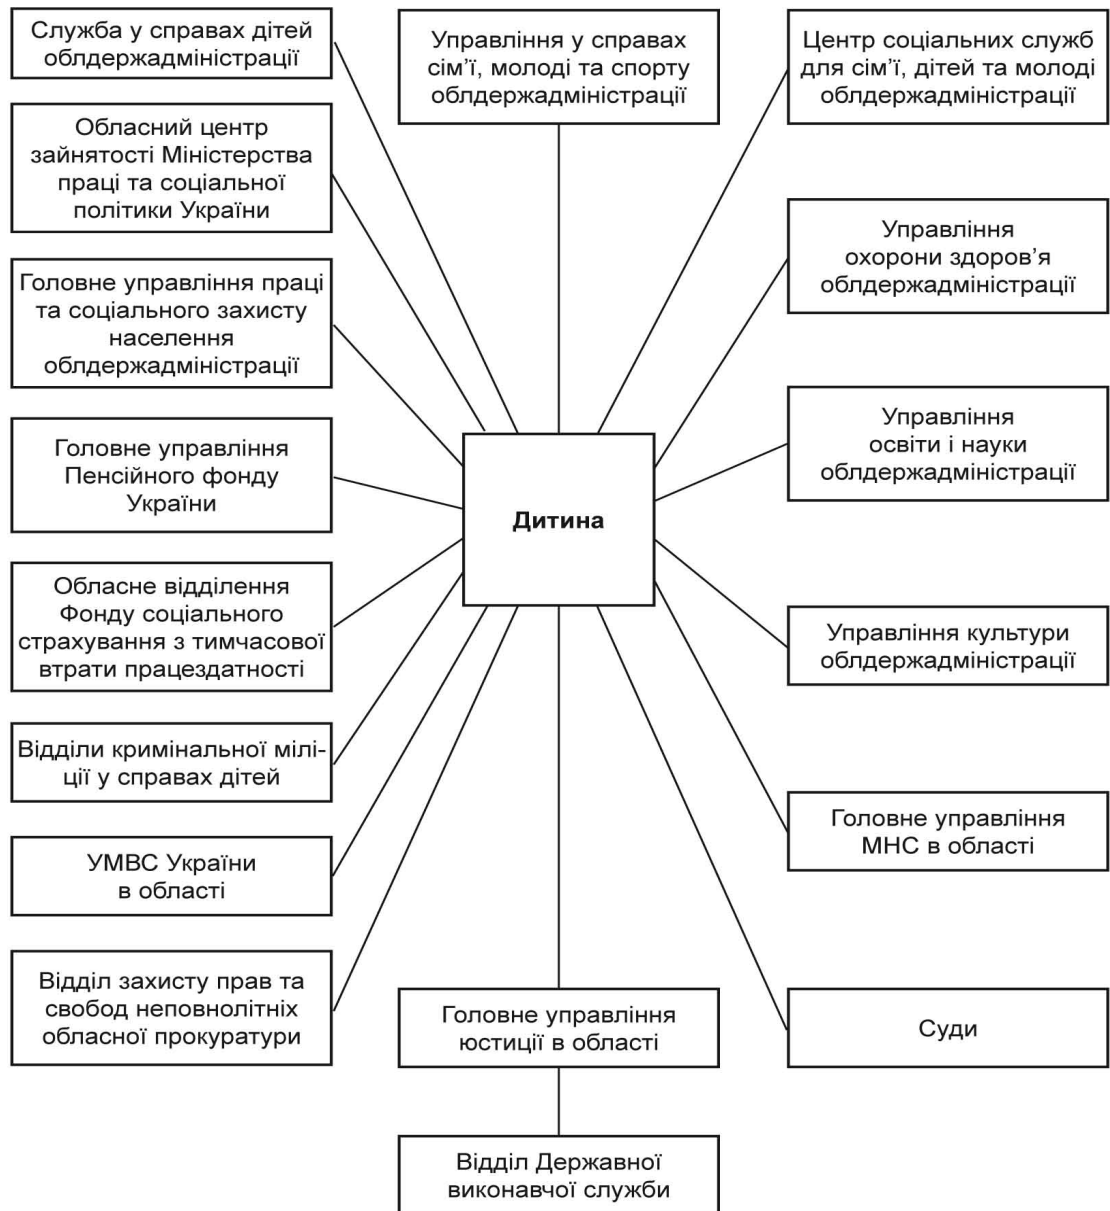 Служба у справах дітей
облдержадміністрації
Управління у справах
сім’ї, молоді та спорту
облдержадміністрації
Центр соціальних служб
для сім’ї, дітей та молоді
облдержадміністрації
Обласний центр
зайнятості Міністерства
праці та соціальної
політики України
Управління
охорони здоров’я
облдержадміністрації
Головне управління праці
та соціального захисту
населення
облдержадміністрації
Управління
освіти і науки
облдержадміністрації
Головне управління
Пенсійного фонду
України
Дитина
Обласне відділення
Фонду соціального
страхування з тимчасової
втрати працездатності
Управління культури
облдержадміністрації
Відділи кримінальної мілі-
ції у справах дітей
Головне управління
МНС в області
УМВС України
в області
Відділ захисту прав та
свобод неповнолітніх
обласної прокуратури
Головне управління
юстиції в області
Суди
Відділ Державної
виконавчої служби